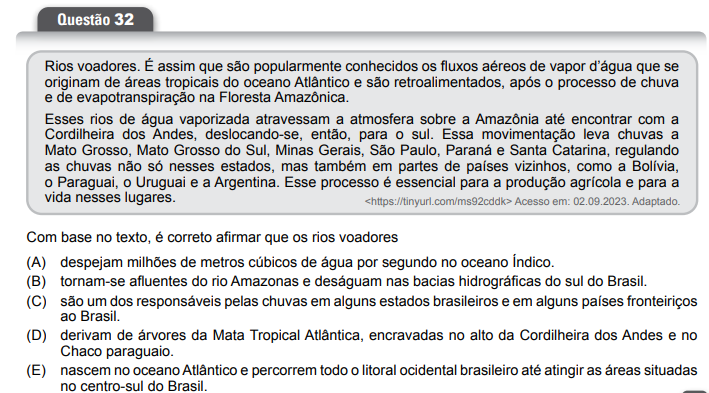 Questão 32
Rios voadores. É assim que são popularmente conhecidos os fluxos aéreos de vapor d'água que se
originam de áreas tropicais do oceano Atlântico e são retroalimentados, após o processo de chuva
e de evapotranspiração na Floresta Amazônica.
Esses rios de água vaporizada atravessam a atmosfera sobre a Amazônia até encontrar com a
Cordilheira dos Andes, deslocando-se, então, para o sul. Essa movimentação leva chuvas a
Mato Grosso, Mato Grosso do Sul, Minas Gerais, São Paulo, Paraná e Santa Catarina, regulando
as chuvas não só nesses estados, mas também em partes de países vizinhos, como a Bolívia,
o Paraguai, o Uruguai e a Argentina. Esse processo é essencial para a produção agrícola e para a
vida nesses lugares.
<https://tinyurl.com/ms92cddk> Acesso em: 02.09.2023. Adaptado.
Com base no texto, é correto afirmar que os rios voadores
(A) despejam milhões de metros cúbicos de água por segundo no oceano Índico.
(B) tornam-se afluentes do rio Amazonas e deságuam nas bacias hidrográficas do sul do Brasil.
(C) são um dos responsáveis pelas chuvas em alguns estados brasileiros e em alguns países fronteiriços
ao Brasil.
(D) derivam de árvores da Mata Tropical Atlântica, encravadas no alto da Cordilheira dos Andes e no
Chaco paraguaio.
(E) nascem no oceano Atlântico e percorrem todo o litoral ocidental brasileiro até atingir as áreas situadas
no centro-sul do Brasil.